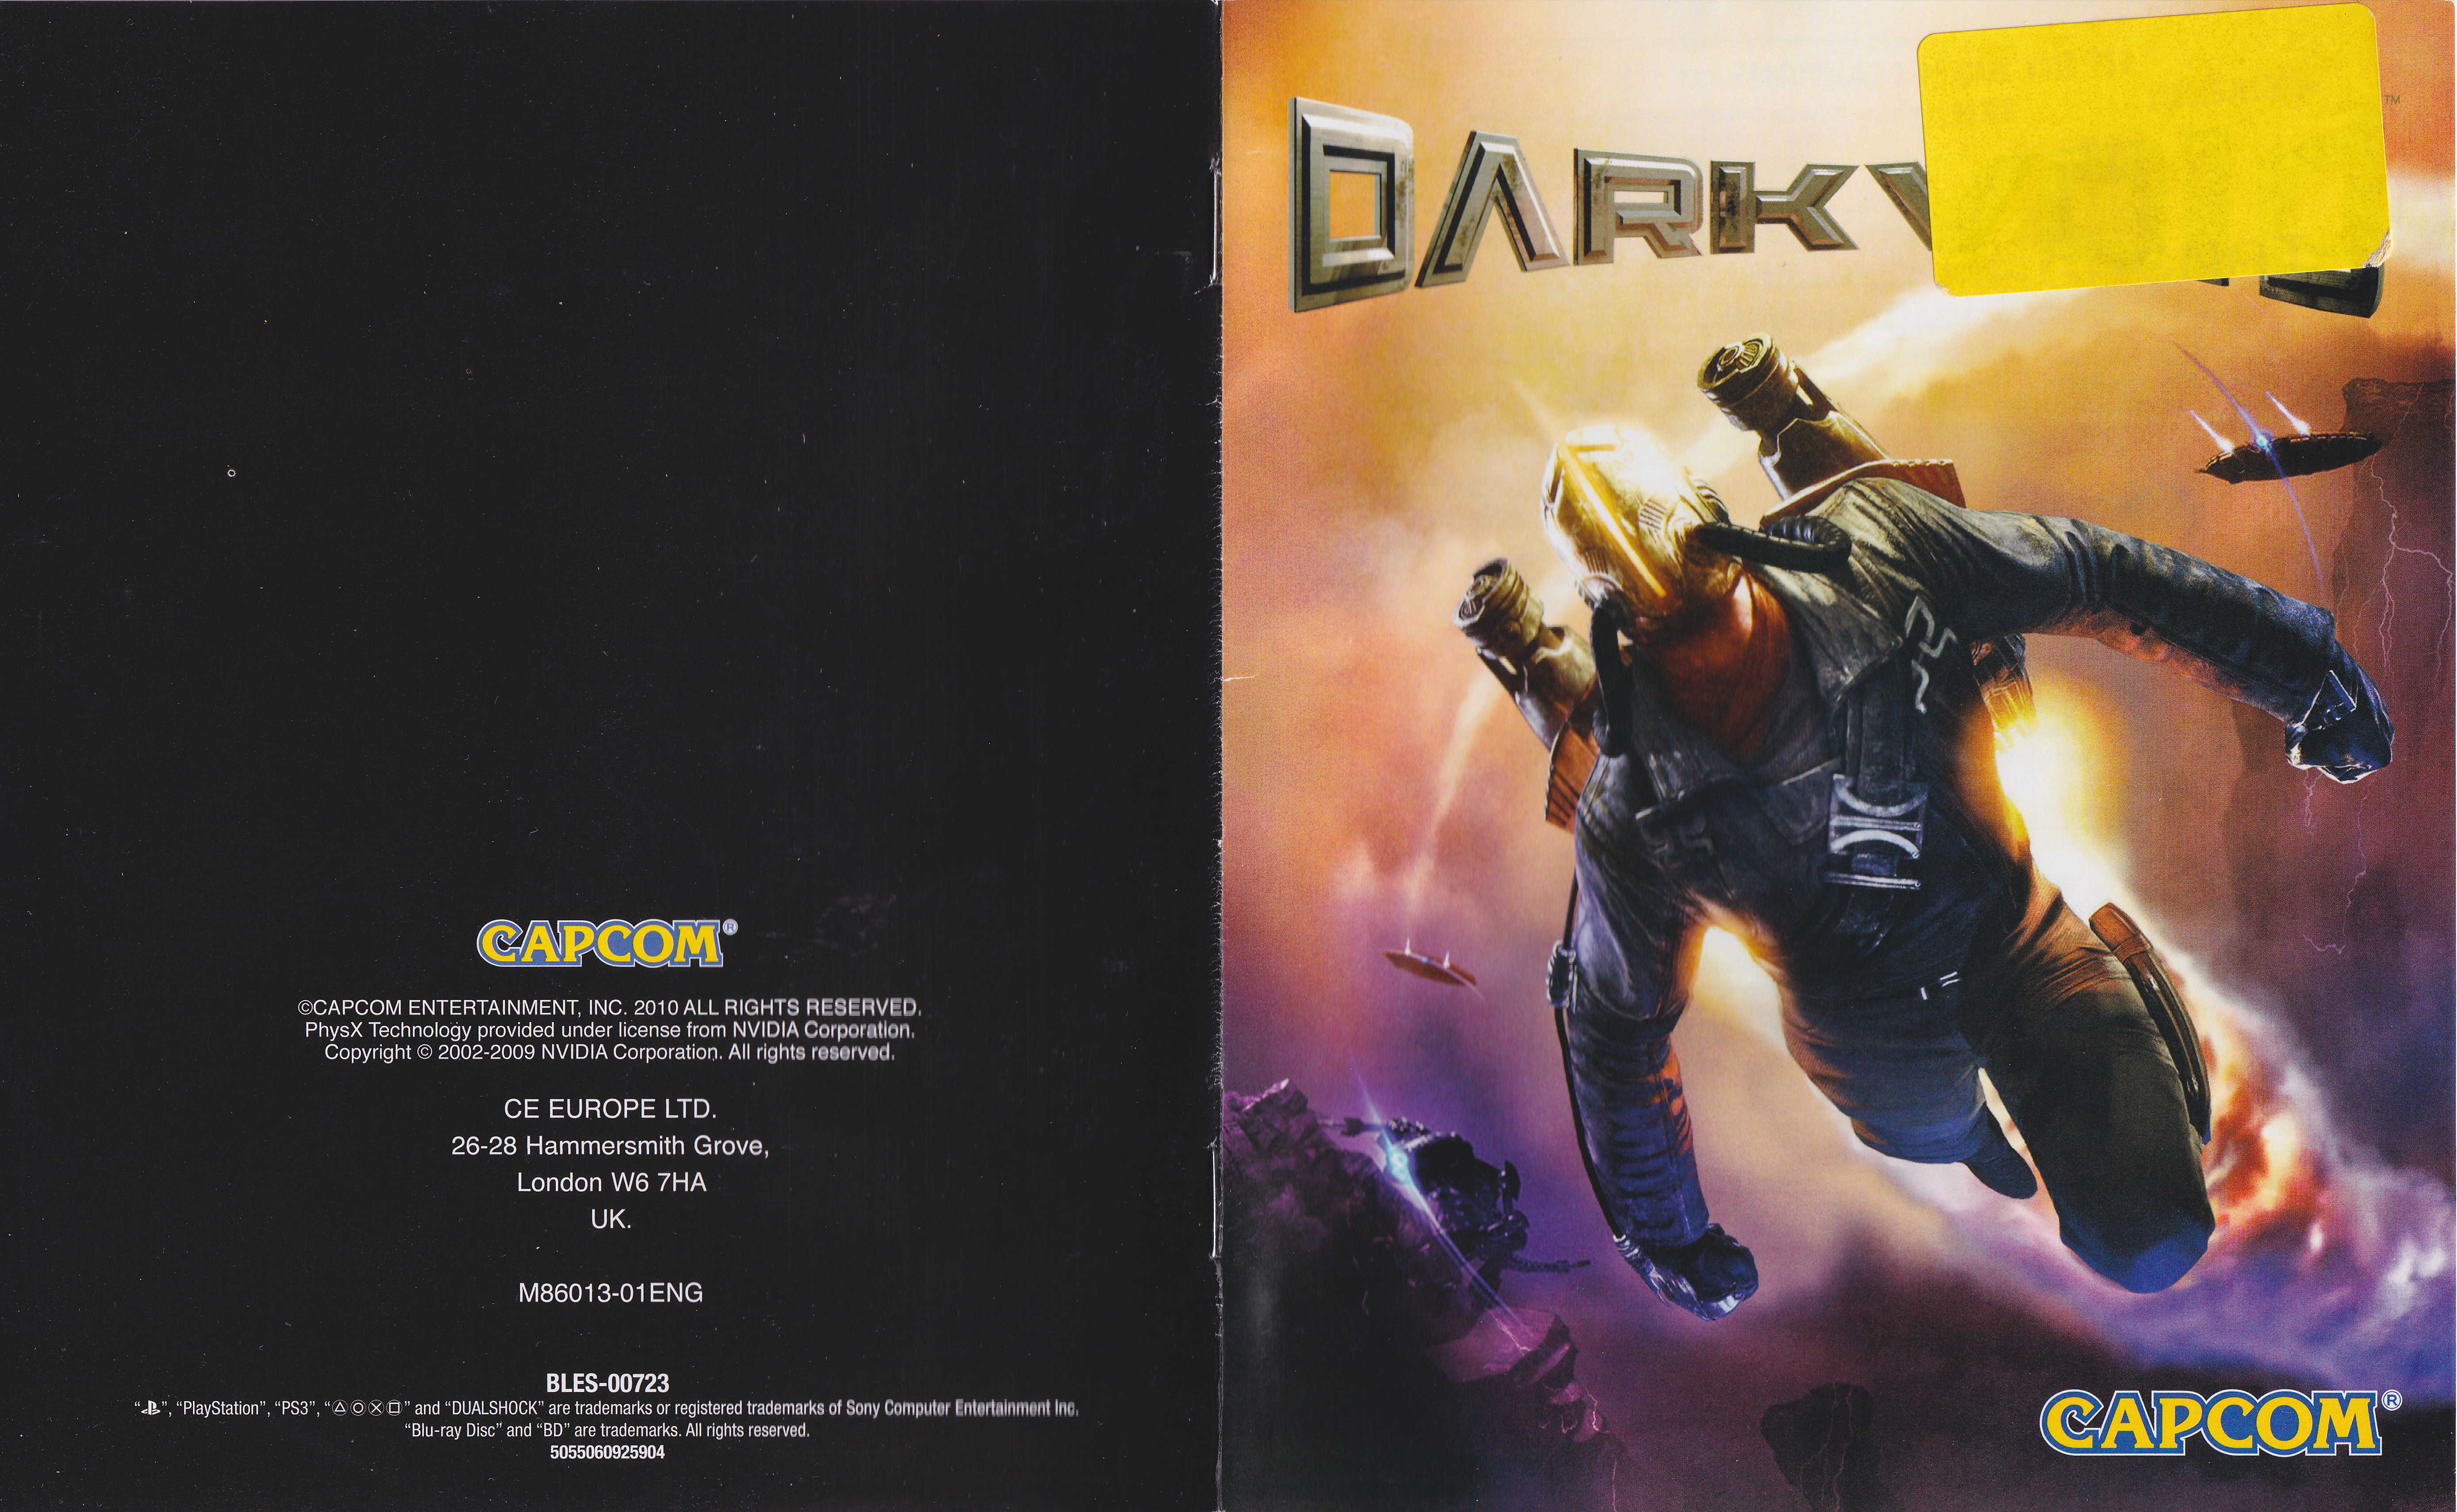 CAPCOM®
©CAPCOM ENTERTAINMENT, INC. 2010 ALL RIGHTS RESERVED.
PhysX Technology provided under license from NVIDIA Corporation.
Copyright © 2002-2009 NVIDIA Corporation. All rights reserved.
CE EUROPE LTD.
26-28 Hammersmith Grove,
London W6 7HA
UK.
M86013-01ENG
BLES-00723
“PS”, “PlayStation”, “PS3”, “△○✕□” and “DUALSHOCK” are trademarks or registered trademarks of Sony Computer Entertainment Inc.
“Blu-ray Disc” and “BD” are trademarks. All rights reserved.
5055060925904
DARK
™
CAPCOM®